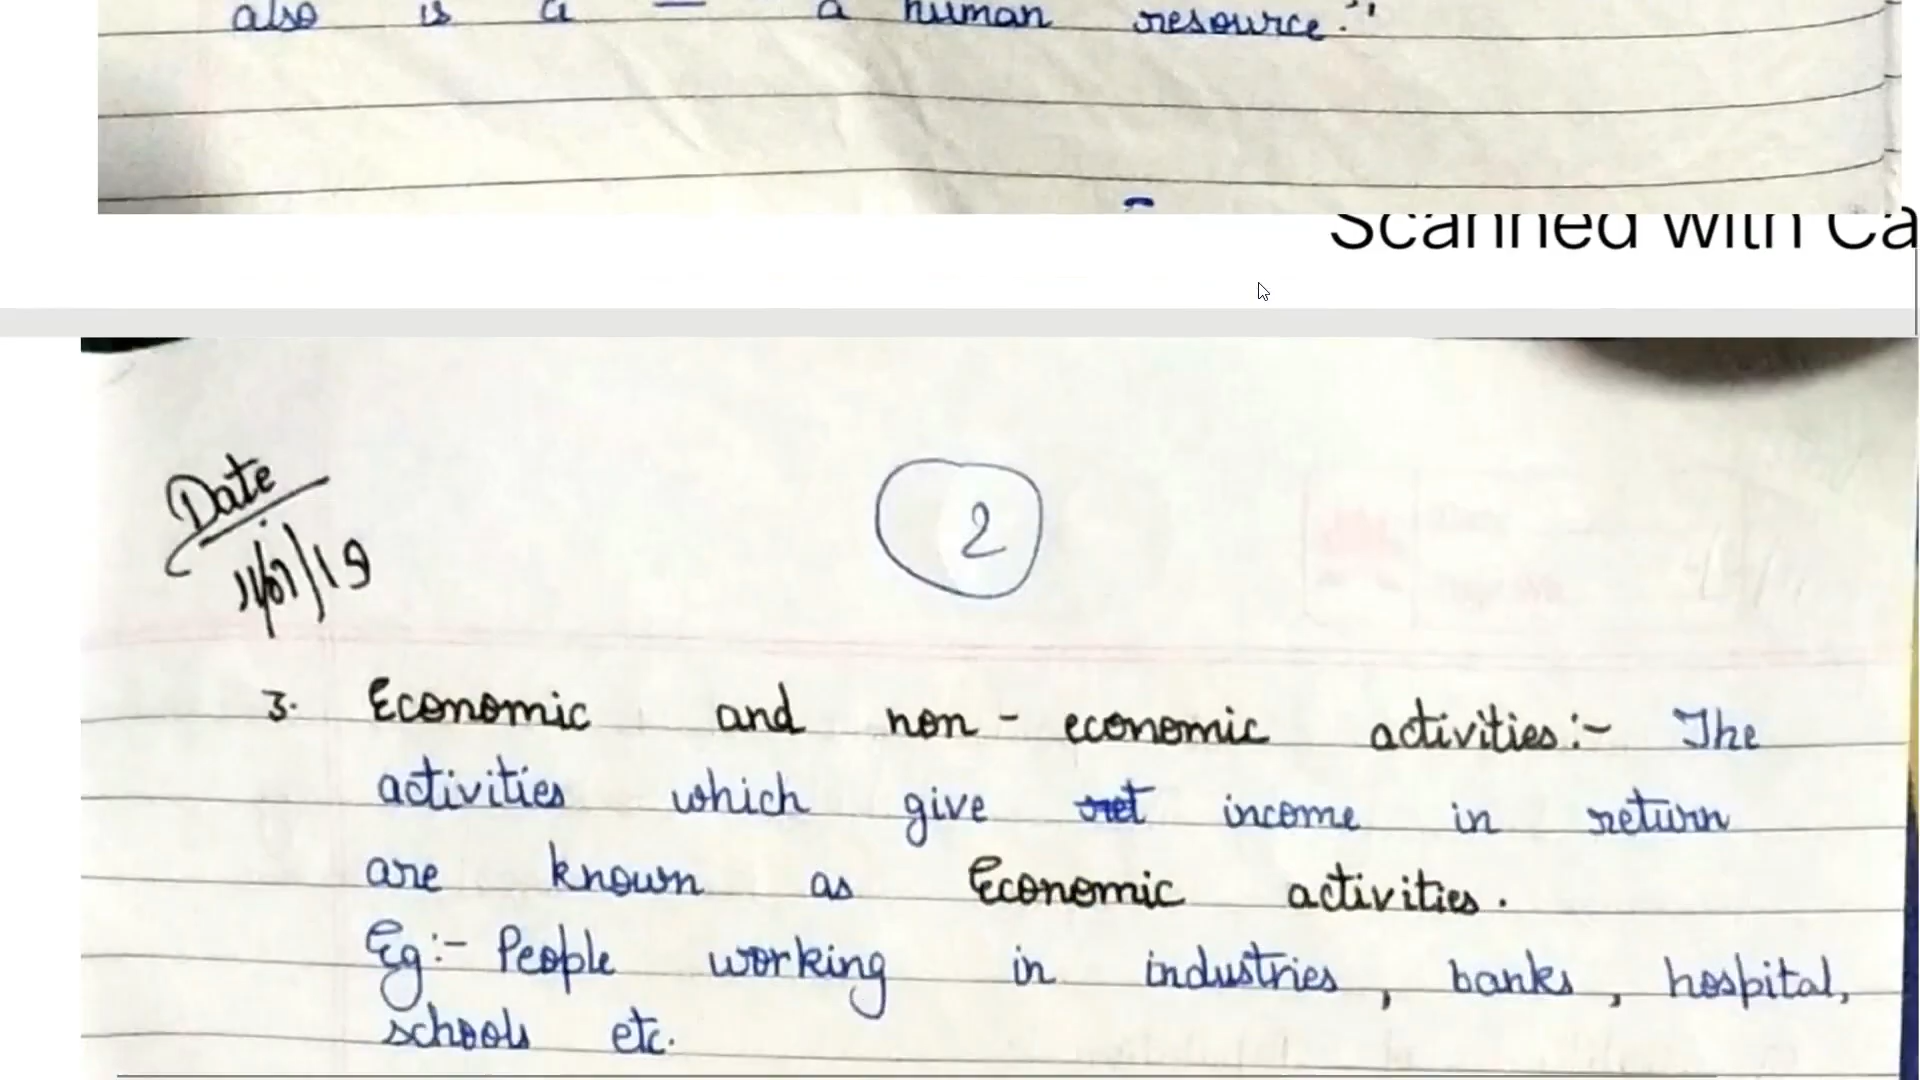 also is a — a human resource."
Scanned with Ca
Date
11/07/19
2
3. Economic and non - economic activities:- The
activities which give ret income in return
are known as Economic activities.
Eg:- People working in industries, banks, hospital,
schools etc.